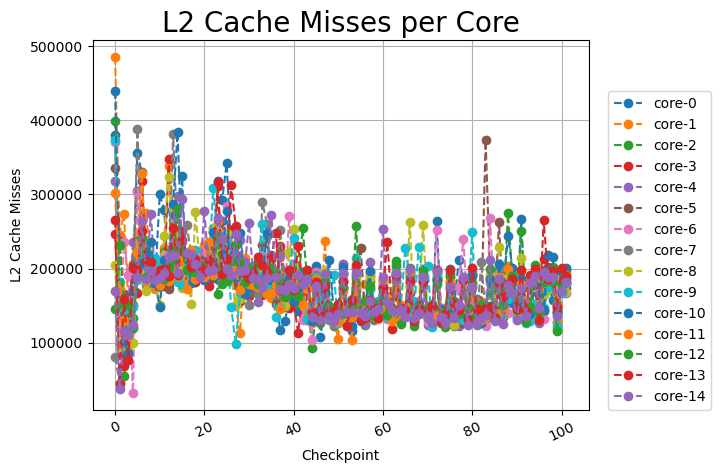 L2 Cache Misses per Core
L2 Cache Misses
500000
400000
300000
200000
100000
0
20
40
60
80
100
Checkpoint
core-0
core-1
core-2
core-3
core-4
core-5
core-6
core-7
core-8
core-9
core-10
core-11
core-12
core-13
core-14